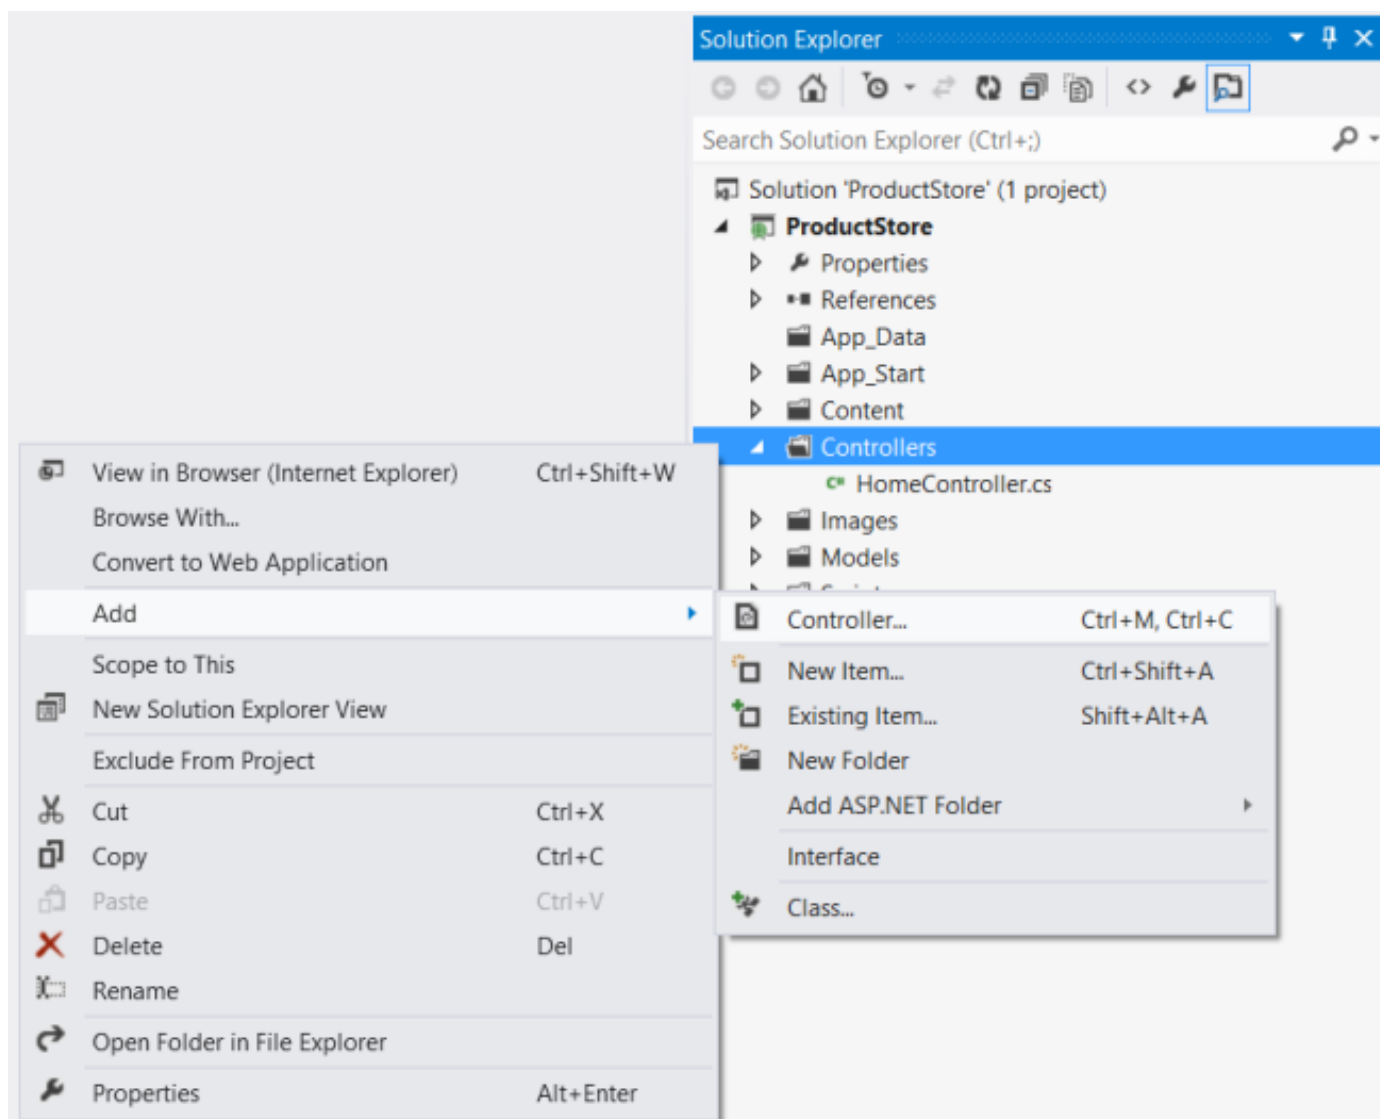 Solution Explorer
Search Solution Explorer (Ctrl+;)
Solution 'ProductStore' (1 project)
ProductStore
Properties
References
App_Data
App_Start
Content
Controllers
C# HomeController.cs
Images
Models
View in Browser (Internet Explorer) Ctrl+Shift+W
Browse With...
Convert to Web Application
Add
Scope to This
New Solution Explorer View
Exclude From Project
Cut Ctrl+X
Copy Ctrl+C
Paste Ctrl+V
Delete Del
Rename
Open Folder in File Explorer
Properties Alt+Enter
Controller... Ctrl+M, Ctrl+C
New Item... Ctrl+Shift+A
Existing Item... Shift+Alt+A
New Folder
Add ASP.NET Folder
Interface
Class...